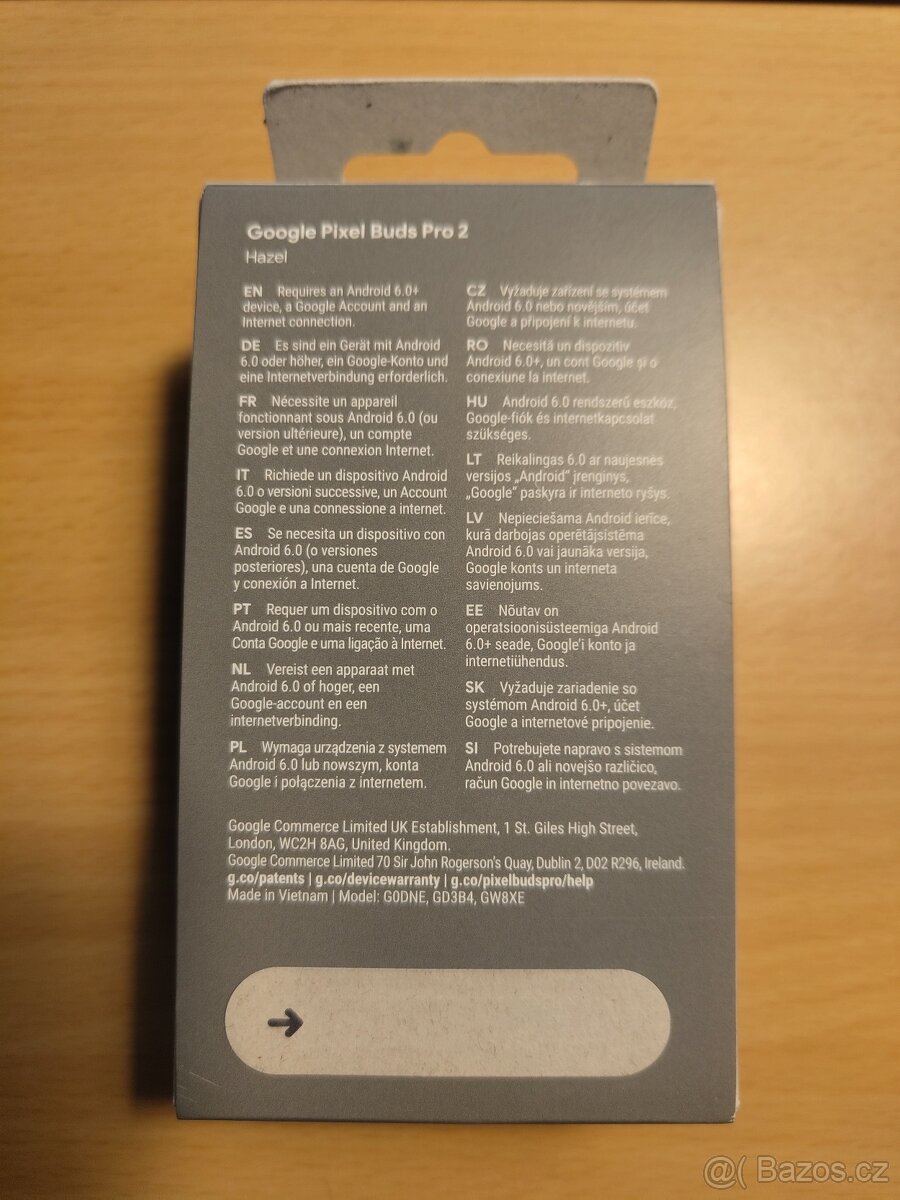 Google Pixel Buds Pro 2
Hazel
EN Requires an Android 6.0+
device, a Google Account and an
Internet connection.
DE Es sind ein Gerät mit Android
6.0 oder höher, ein Google-Konto und
eine Internetverbindung erforderlich.
FR Nécessite un appareil
fonctionnant sous Android 6.0 (ou
version ultérieure), un compte
Google et une connexion Internet.
IT Richiede un dispositivo Android
6.0 o versioni successive, un Account
Google e una connessione a internet.
ES Se necesita un dispositivo con
Android 6.0 (o versiones
posteriores), una cuenta de Google
y conexión a Internet.
PT Requer um dispositivo com o
Android 6.0 ou mais recente, uma
Conta Google e uma ligação à Internet.
NL Vereist een apparaat met
Android 6.0 of hoger, een
Google-account en een
internetverbinding.
PL Wymaga urządzenia z systemem
Android 6.0 lub nowszym, konta
Google i połączenia z internetem.
CZ Vyžaduje zařízení se systémem
Android 6.0 nebo novějším, účet
Google a připojení k internetu.
RO Necesită un dispozitiv
Android 6.0+, un cont Google și o
conexiune la internet.
HU Android 6.0 rendszerű eszköz,
Google-fiók és internetkapcsolat
szükséges.
LT Reikalingas 6.0 ar naujesnės
versijos „Android“ įrenginys,
„Google“ paskyra ir interneto ryšys.
LV Nepieciešama Android ierīce,
kurā darbojas operētājsistēma
Android 6.0 vai jaunāka versija,
Google konts un interneta
savienojums.
EE Nõutav on
operatsioonisüsteemiga Android
6.0+ seade, Google'i konto ja
internetiühendus.
SK Vyžaduje zariadenie so
systémom Android 6.0+, účet
Google a internetové pripojenie.
SI Potrebujete napravo s sistemom
Android 6.0 ali novejšo različico,
račun Google in internetno povezavo.
Google Commerce Limited UK Establishment, 1 St. Giles High Street,
London, WC2H 8AG, United Kingdom.
Google Commerce Limited 70 Sir John Rogerson's Quay, Dublin 2, D02 R296, Ireland.
g.co/patents | g.co/devicewarranty | g.co/pixelbudspro/help
Made in Vietnam | Model: G0DNE, GD3B4, GW8XE
@( Bazos.cz